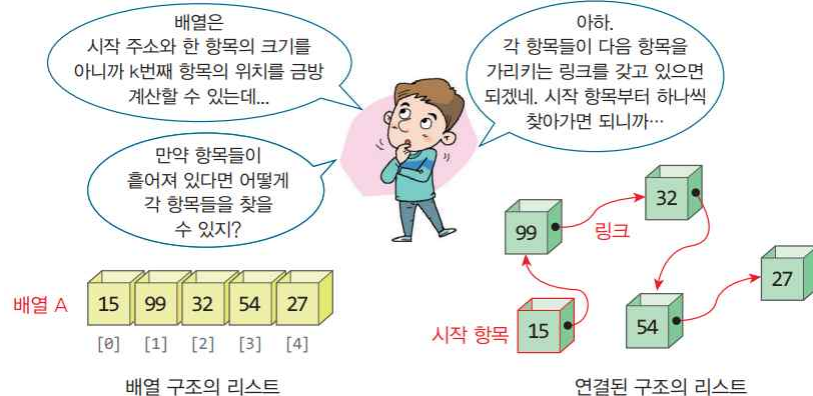 배열은
시작 주소와 한 항목의 크기를
아니까 k번째 항목의 위치를 금방
계산할 수 있는데...
만약 항목들이
흩어져 있다면 어떻게
각 항목들을 찾을
수 있지?
아하.
각 항목들이 다음 항목을
가리키는 링크를 갖고 있으면
되겠네. 시작 항목부터 하나씩
찾아가면 되니까…
배열 A
15 99 32 54 27
[0] [1] [2] [3] [4]
배열 구조의 리스트
99
링크
32
시작 항목
15
54
27
연결된 구조의 리스트